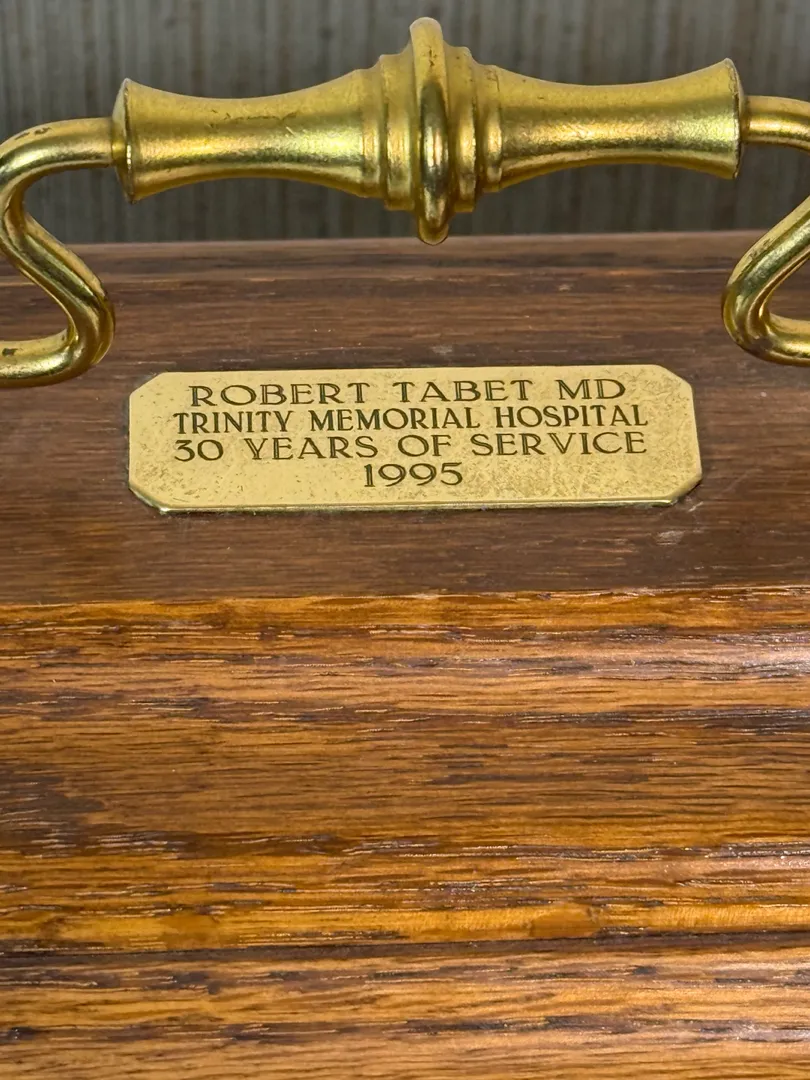 ROBERT TABET MD
TRINITY MEMORIAL HOSPITAL
30 YEARS OF SERVICE
1995